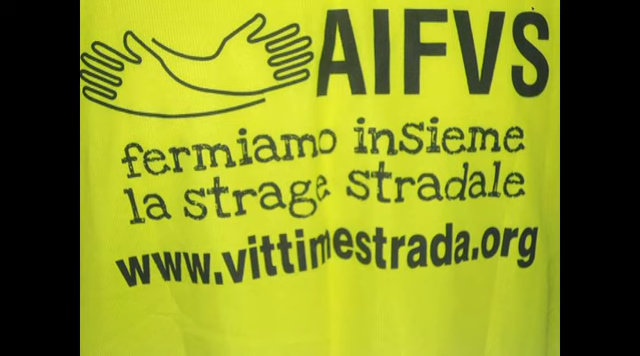 AIFVS
fermiamo insieme
la strage stradale
www.vittimestrada.org